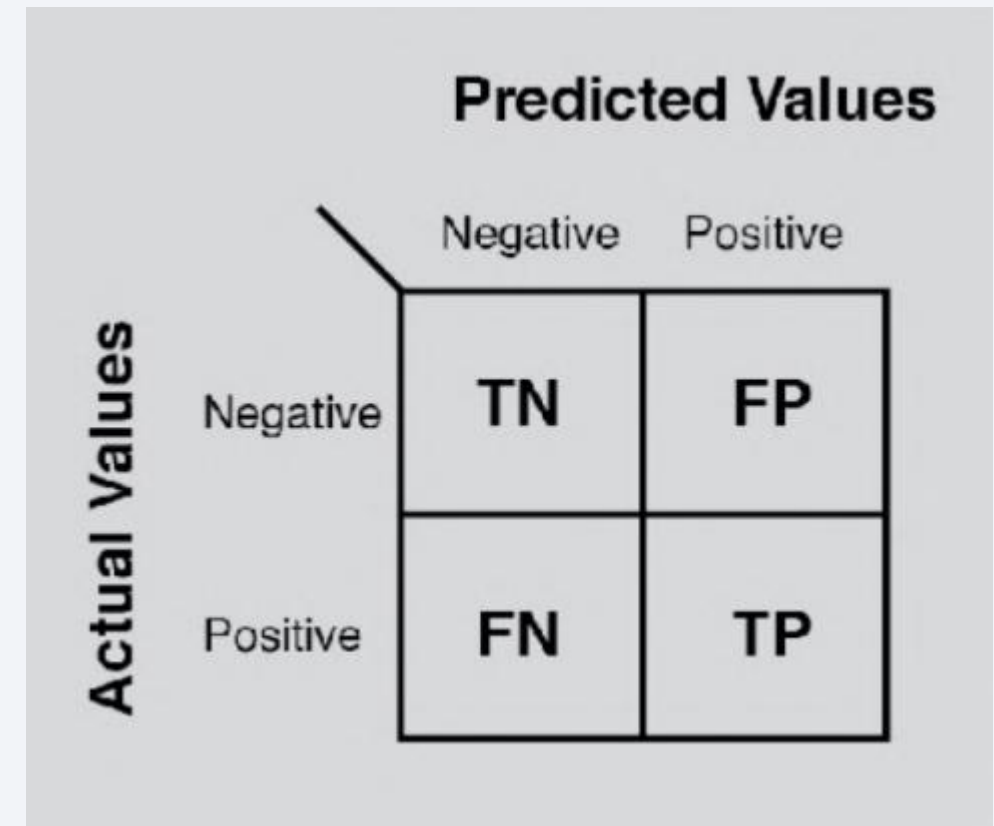 Predicted Values
Negative Positive
Actual Values
Negative TN FP
Positive FN TP